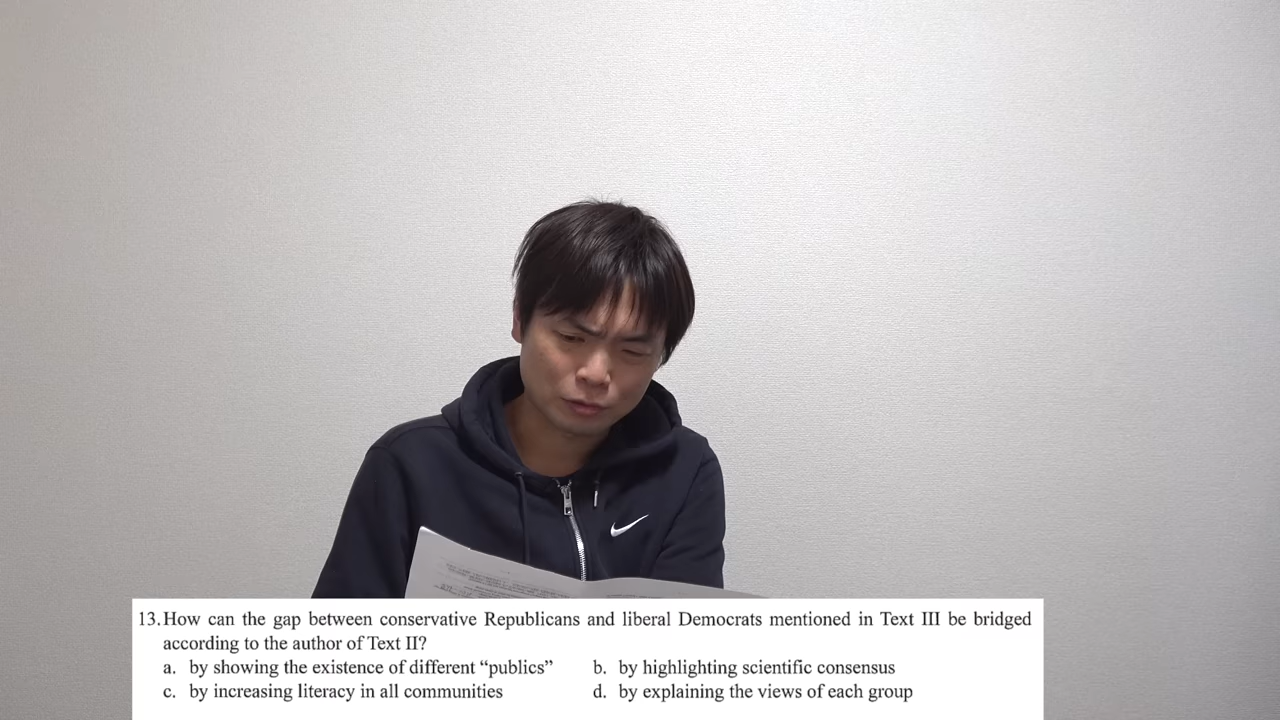 13. How can the gap between conservative Republicans and liberal Democrats mentioned in Text III be bridged
according to the author of Text II?
a. by showing the existence of different “publics” b. by highlighting scientific consensus
c. by increasing literacy in all communities d. by explaining the views of each group